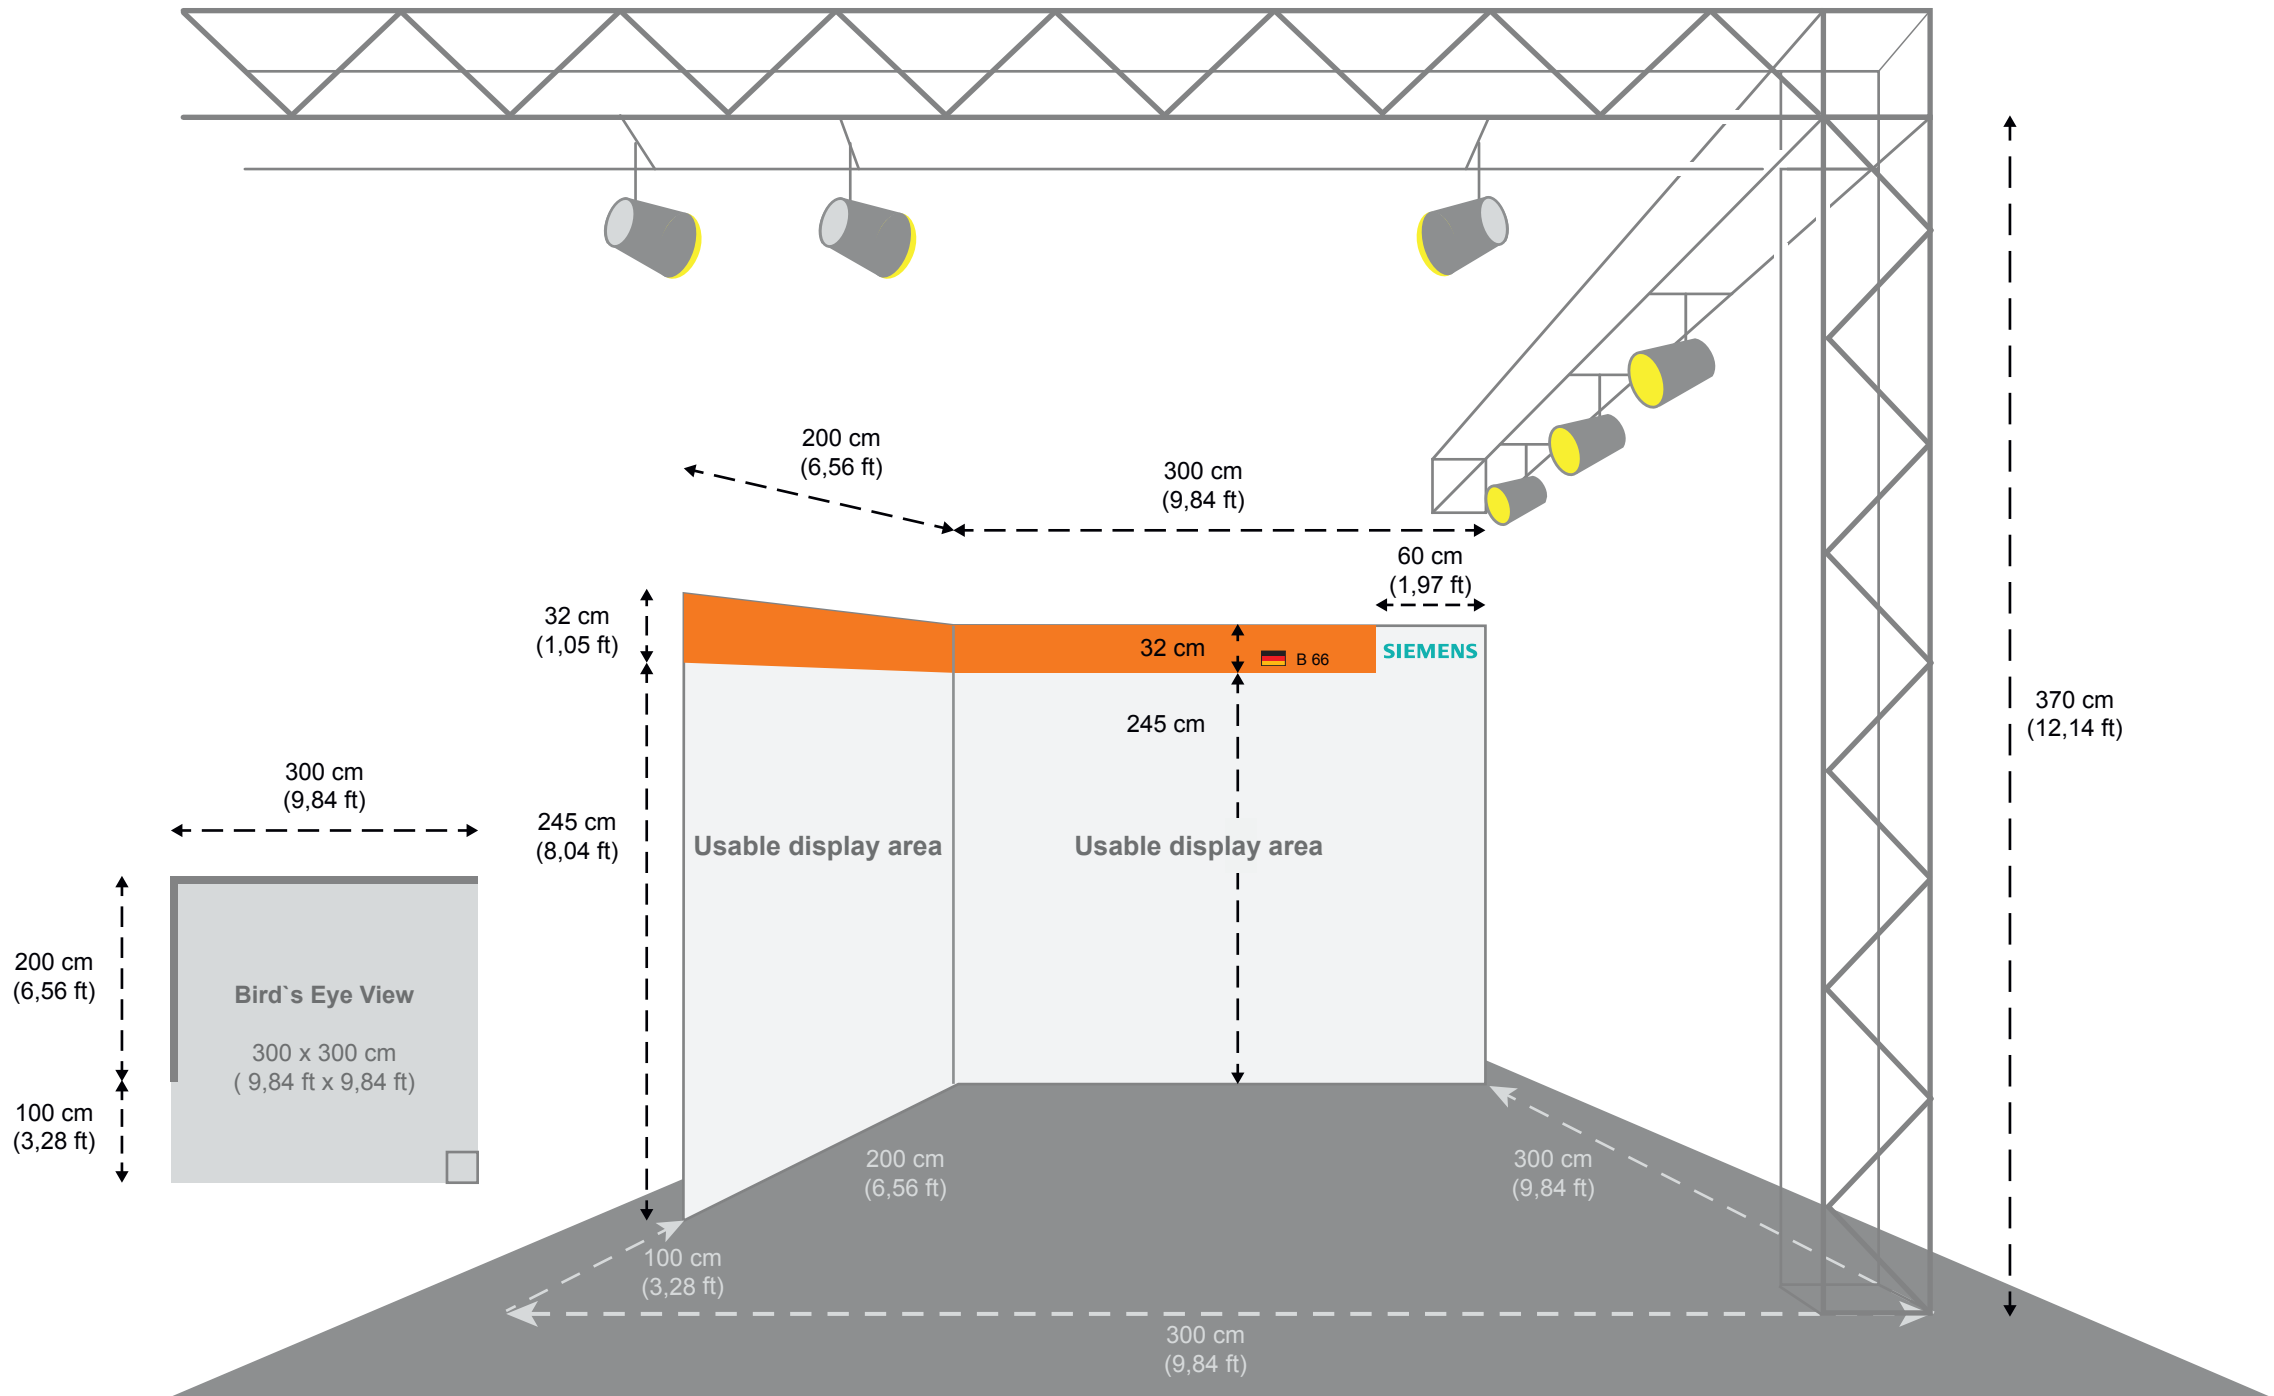 200 cm
(6,56 ft)
300 cm
(9,84 ft)
60 cm
(1,97 ft)
32 cm
(1,05 ft)
32 cm
B 66
SIEMENS
245 cm
370 cm
(12,14 ft)
300 cm
(9,84 ft)
245 cm
(8,04 ft)
Usable display area
Usable display area
200 cm
(6,56 ft)
Bird`s Eye View
300 x 300 cm
( 9,84 ft x 9,84 ft)
100 cm
(3,28 ft)
200 cm
(6,56 ft)
300 cm
(9,84 ft)
100 cm
(3,28 ft)
300 cm
(9,84 ft)